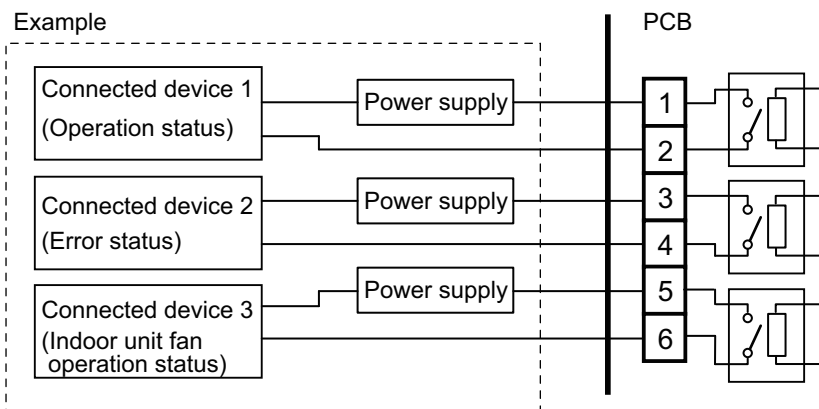 Example
PCB
Connected device 1
(Operation status)
Power supply
1
2
Connected device 2
(Error status)
Power supply
3
4
Connected device 3
(Indoor unit fan
operation status)
Power supply
5
6